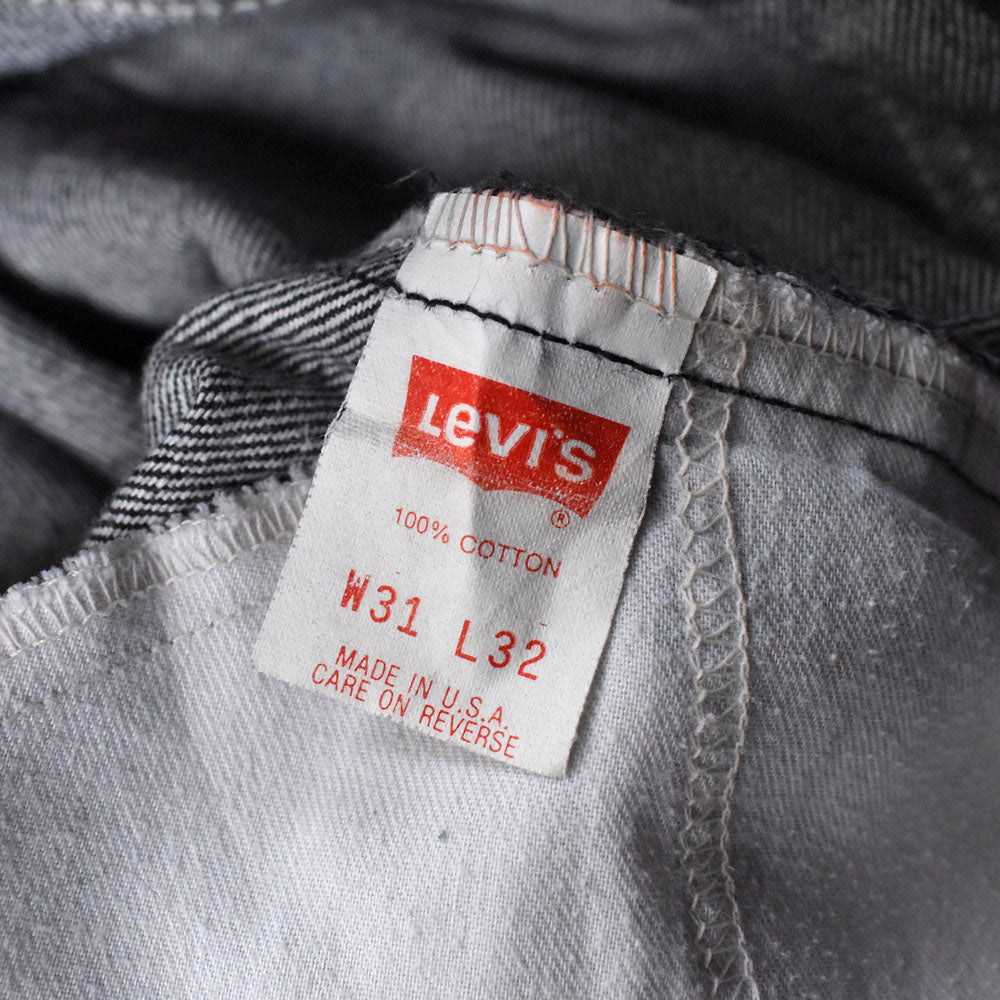 Levi's
®
100% COTTON
W31 L32
MADE IN U.S.A.
CARE ON REVERSE